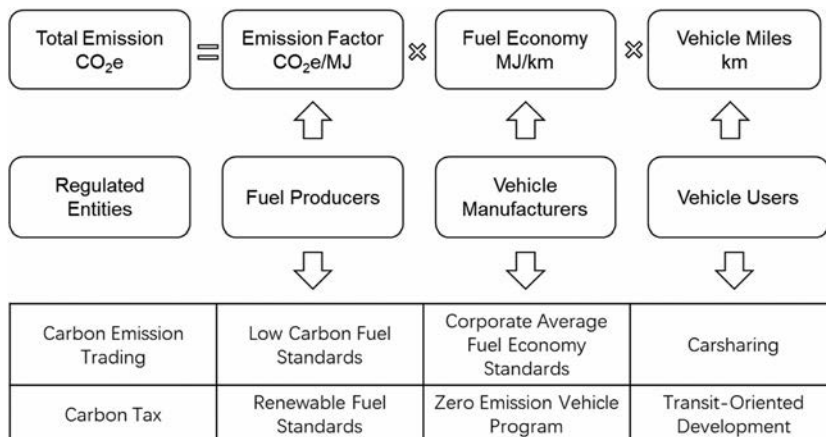 Total Emission
CO₂e
=
Emission Factor
CO₂e/MJ
×
Fuel Economy
MJ/km
×
Vehicle Miles
km
Regulated
Entities
Fuel Producers
Vehicle
Manufacturers
Vehicle Users
Carbon Emission
Trading
Low Carbon Fuel
Standards
Corporate Average
Fuel Economy
Standards
Carsharing
Carbon Tax
Renewable Fuel
Standards
Zero Emission Vehicle
Program
Transit-Oriented
Development